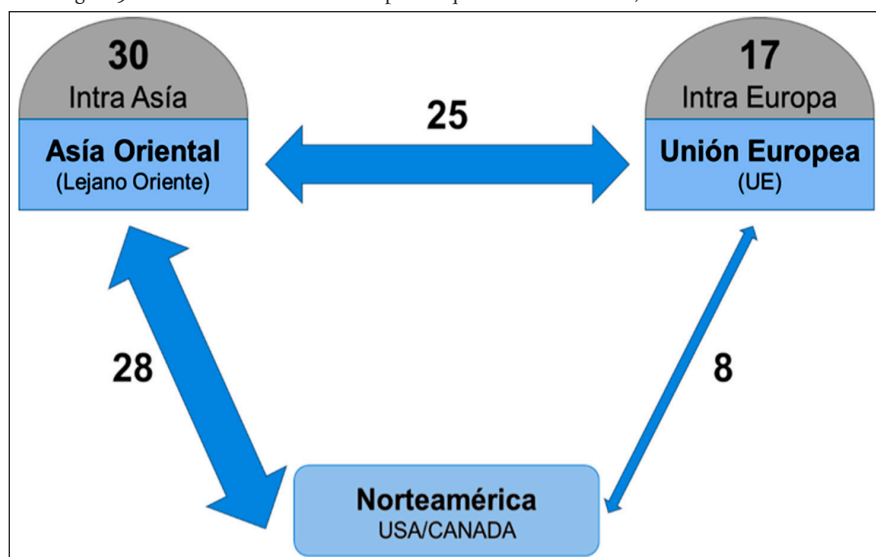 30
Intra Asía
17
Intra Europa
25
Asía Oriental
(Lejano Oriente)
Unión Europea
(UE)
28
8
Norteamérica
USA/CANADA